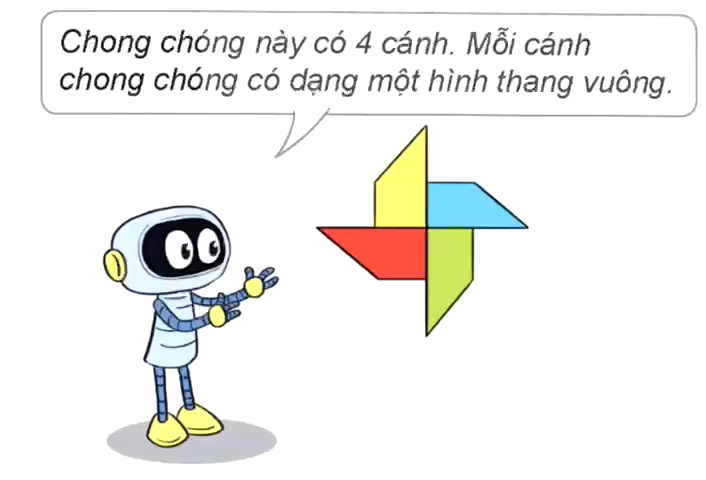 Chong chóng này có 4 cánh. Mỗi cánh
chong chóng có dạng một hình thang vuông.